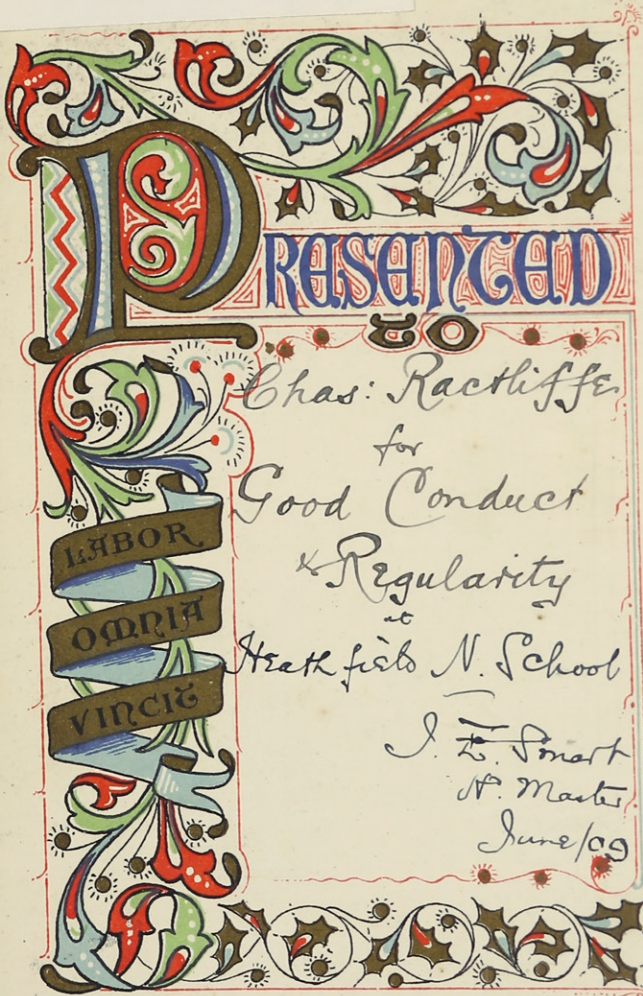 PRESENTED
TO
Chas: Ractliffe
for
Good Conduct
& Regularity
at
Heathfield N. School
J. E. Smart
H. Master
June/09
LABOR
OMNIA
VINCIT